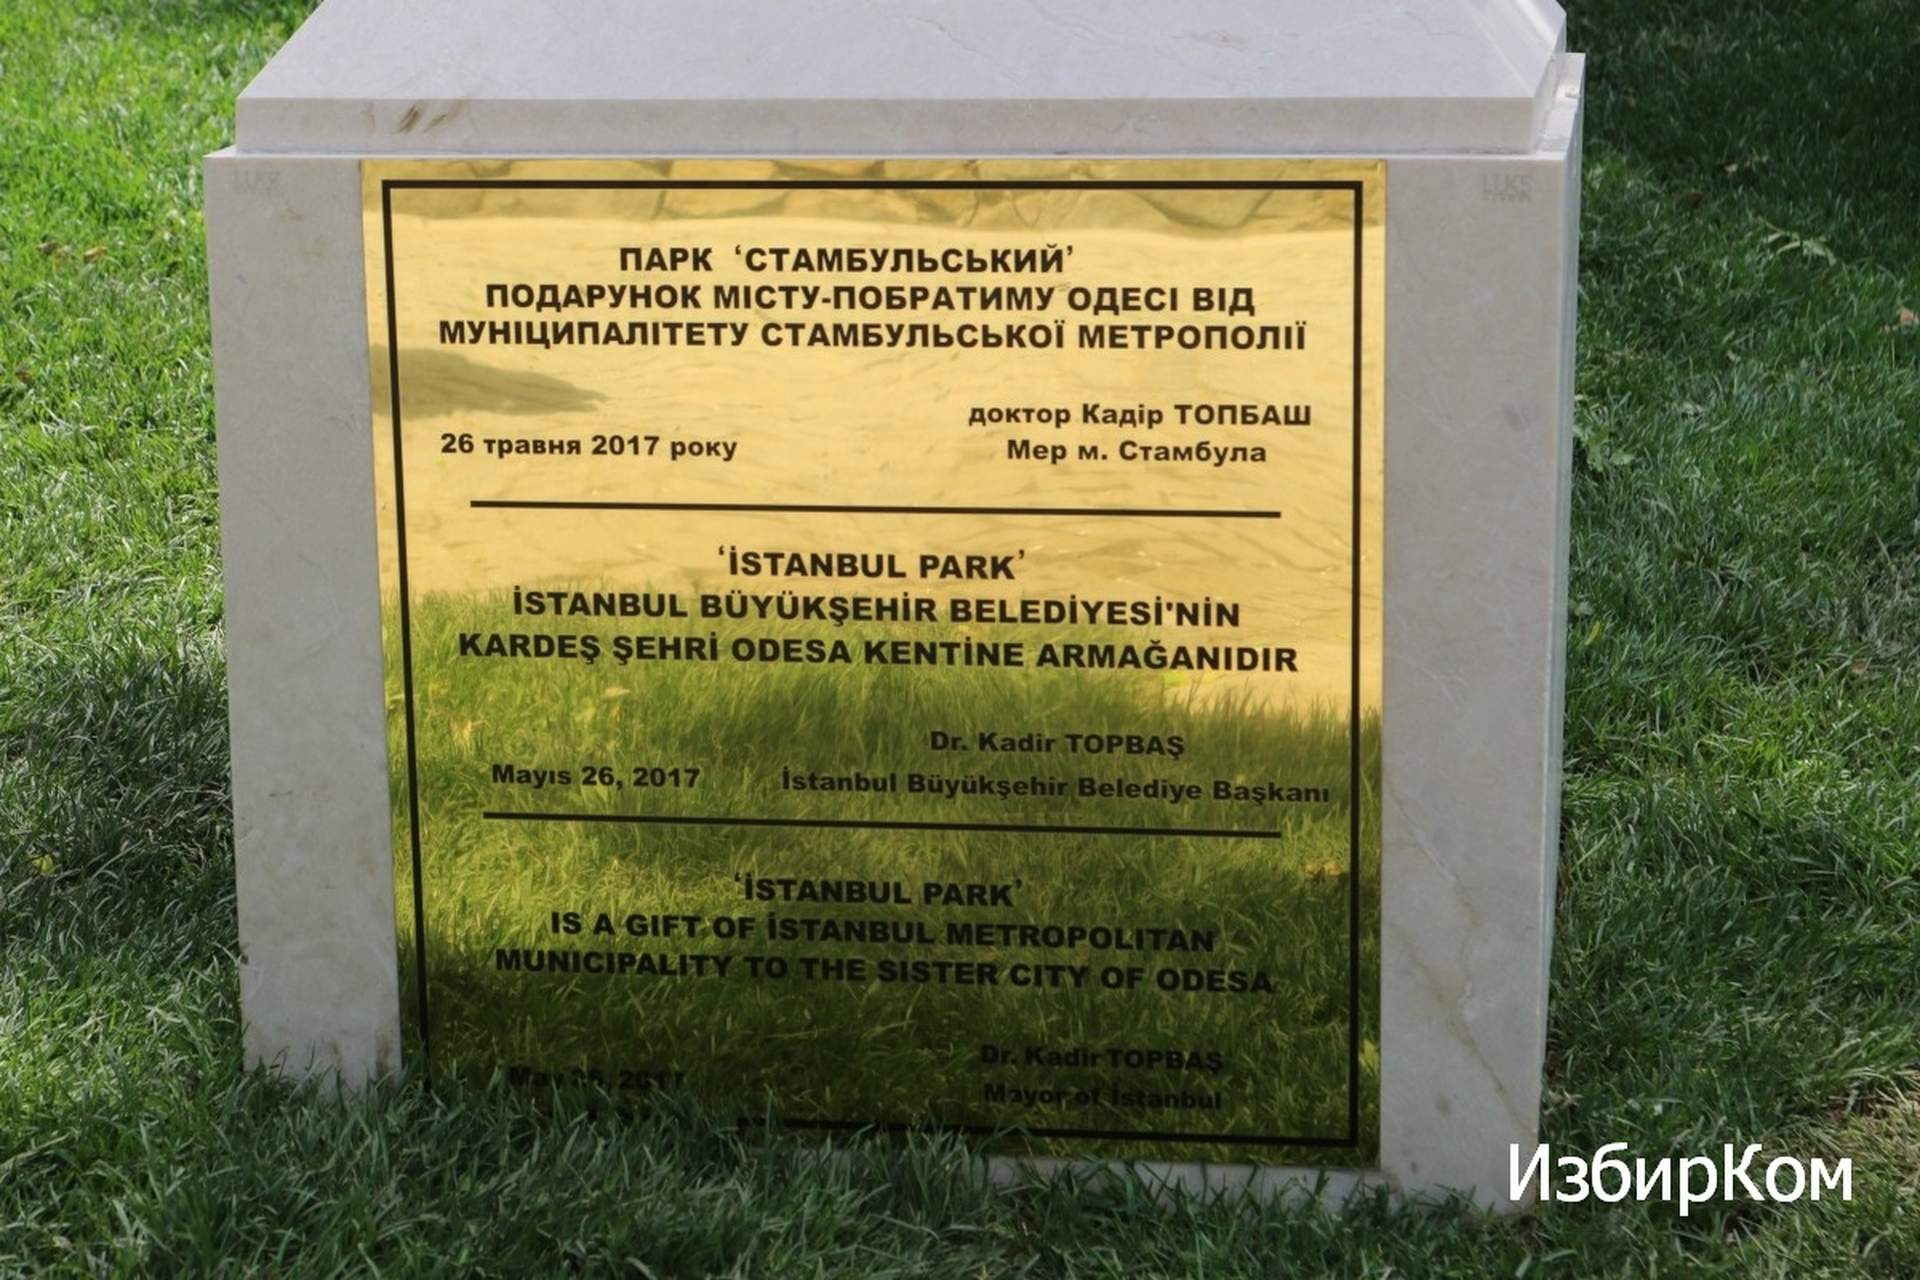 ПАРК ‘СТАМБУЛЬСЬКИЙ’
ПОДАРУНОК МІСТУ-ПОБРАТИМУ ОДЕСІ ВІД
МУНІЦИПАЛІТЕТУ СТАМБУЛЬСЬКОЇ МЕТРОПОЛІЇ
доктор Кадір ТОПБАШ
26 травня 2017 року
Мер м. Стамбула
‘İSTANBUL PARK’
İSTANBUL BÜYÜKŞEHİR BELEDİYESİ'NİN
KARDEŞ ŞEHRİ ODESA KENTİNE ARMAĞANIDIR
Dr. Kadir TOPBAŞ
Mayıs 26, 2017
İstanbul Büyükşehir Belediye Başkanı
‘İSTANBUL PARK’
IS A GIFT OF İSTANBUL METROPOLITAN
MUNICIPALITY TO THE SISTER CITY OF ODESA
Dr. Kadir TOPBAŞ
May 26, 2017
Mayor of İstanbul
ИзбирКом